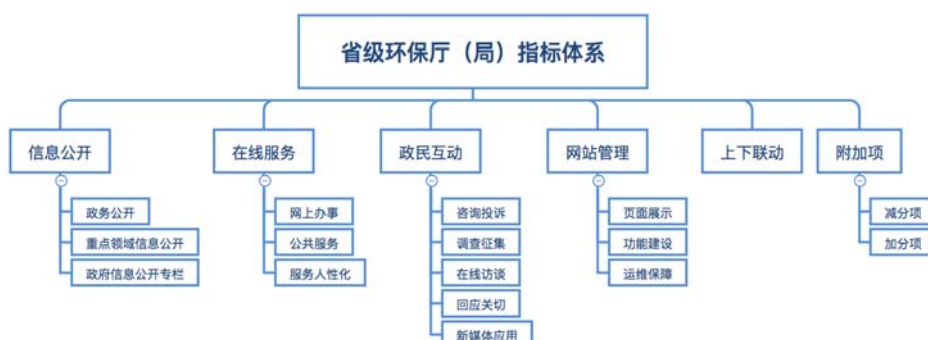 省级环保厅（局）指标体系
信息公开
在线服务
政民互动
网站管理
上下联动
附加项
政务公开
重点领域信息公开
政府信息公开专栏
网上办事
公共服务
服务人性化
咨询投诉
调查征集
在线访谈
回应关切
新媒体应用
页面展示
功能建设
运维保障
减分项
加分项